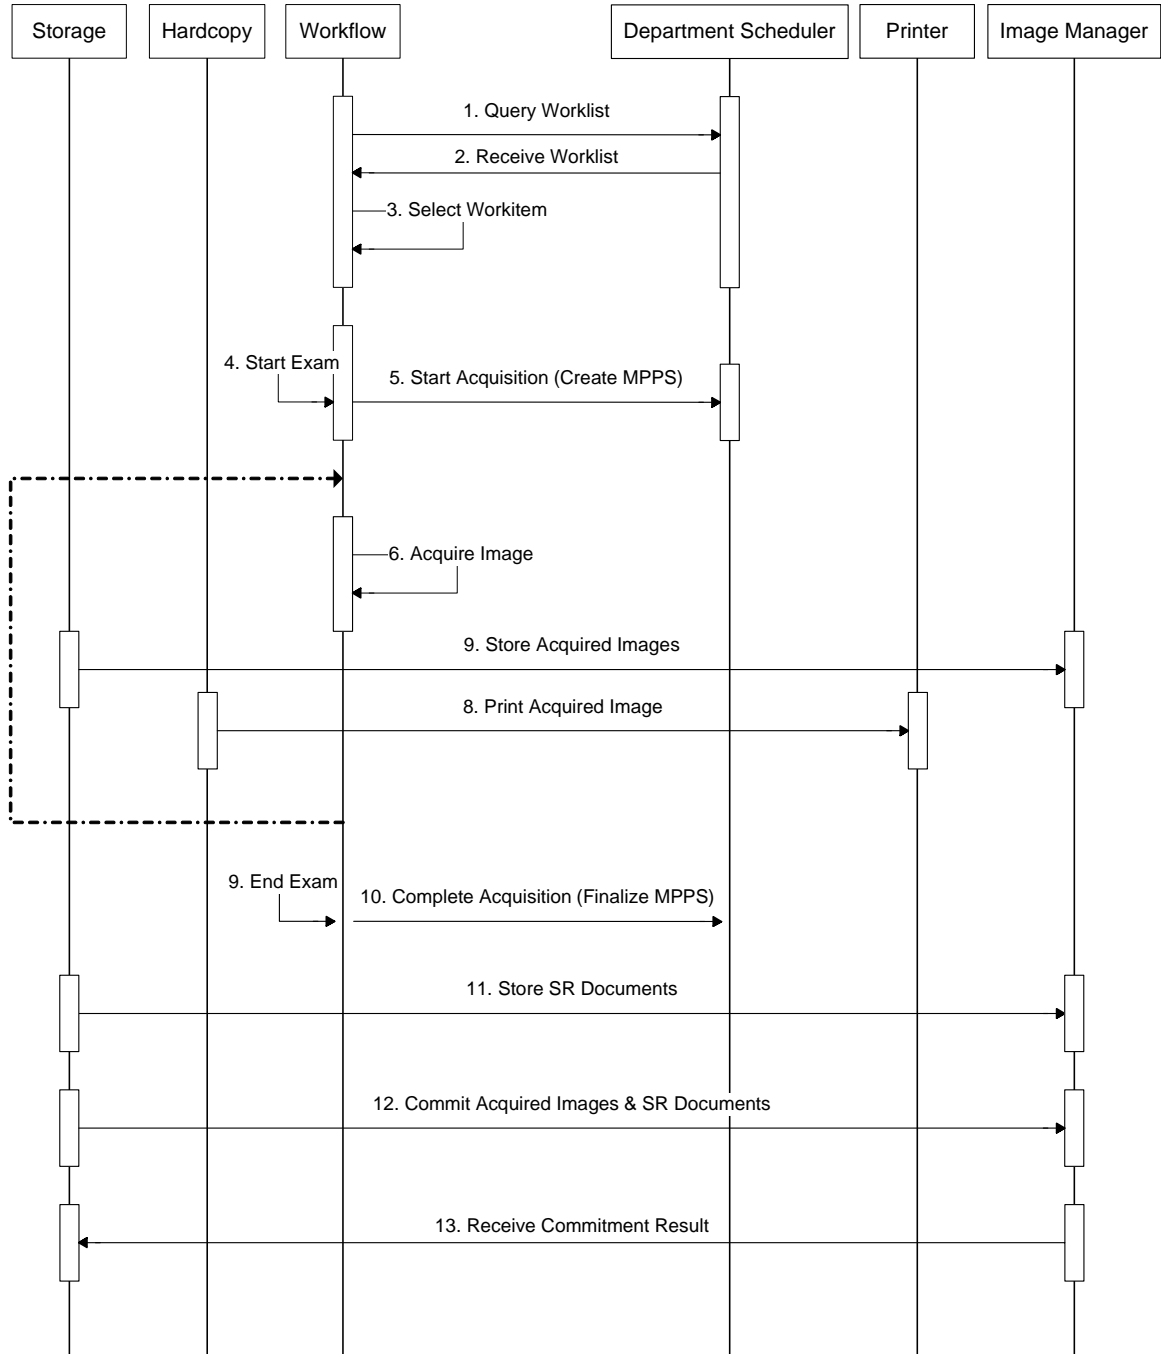 Storage
Hardcopy
Workflow
Department Scheduler
Printer
Image Manager
1. Query Worklist
2. Receive Worklist
3. Select Workitem
4. Start Exam
5. Start Acquisition (Create MPPS)
6. Acquire Image
9. Store Acquired Images
8. Print Acquired Image
9. End Exam
10. Complete Acquisition (Finalize MPPS)
11. Store SR Documents
12. Commit Acquired Images & SR Documents
13. Receive Commitment Result